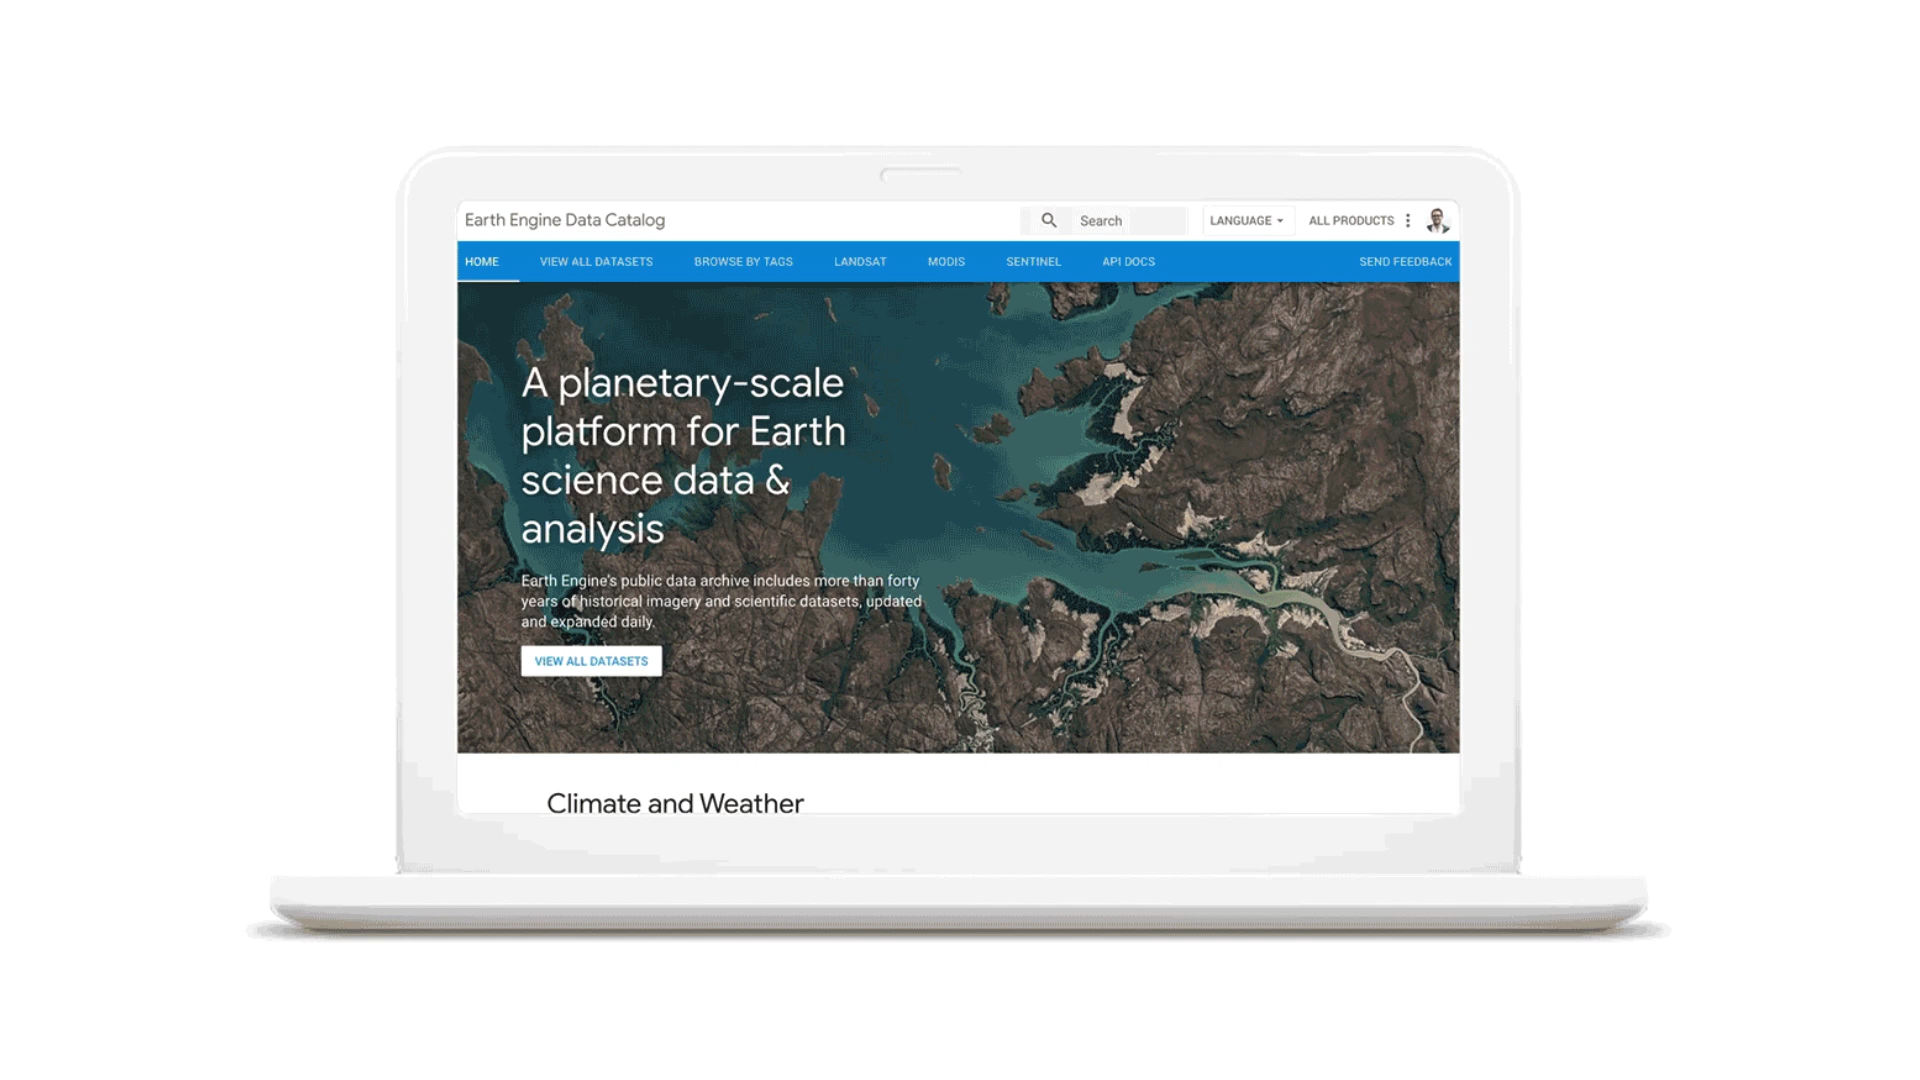 Earth Engine Data Catalog
Search
LANGUAGE
ALL PRODUCTS
HOME
VIEW ALL DATASETS
BROWSE BY TAGS
LANDSAT
MODIS
SENTINEL
API DOCS
SEND FEEDBACK
A planetary-scale
platform for Earth
science data &
analysis
Earth Engine's public data archive includes more than forty
years of historical imagery and scientific datasets, updated
and expanded daily.
VIEW ALL DATASETS
Climate and Weather